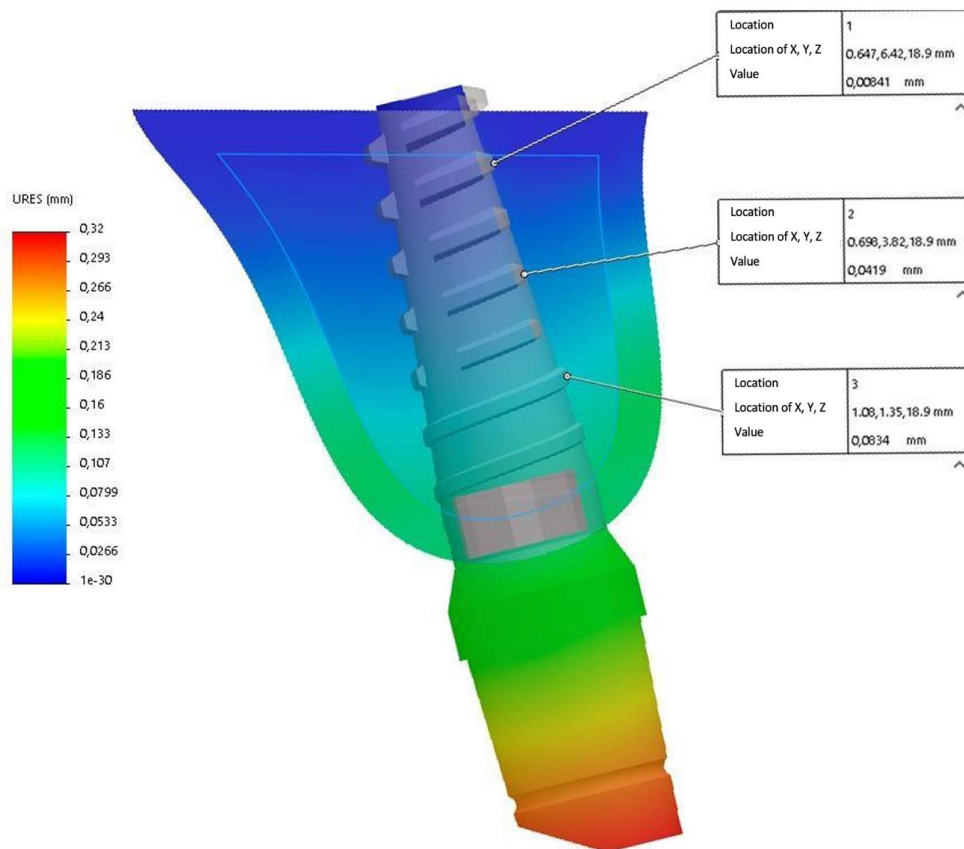 Location 1
Location of X, Y, Z 0.647,6.42,18.9 mm
Value 0,00841 mm
Location 2
Location of X, Y, Z 0.698,3.82,18.9 mm
Value 0,0419 mm
Location 3
Location of X, Y, Z 1.08,1.35,18.9 mm
Value 0,0834 mm
URES (mm)
0,32
0,293
0,266
0,24
0,213
0,186
0,16
0,133
0,107
0,0799
0,0533
0,0266
1e-30